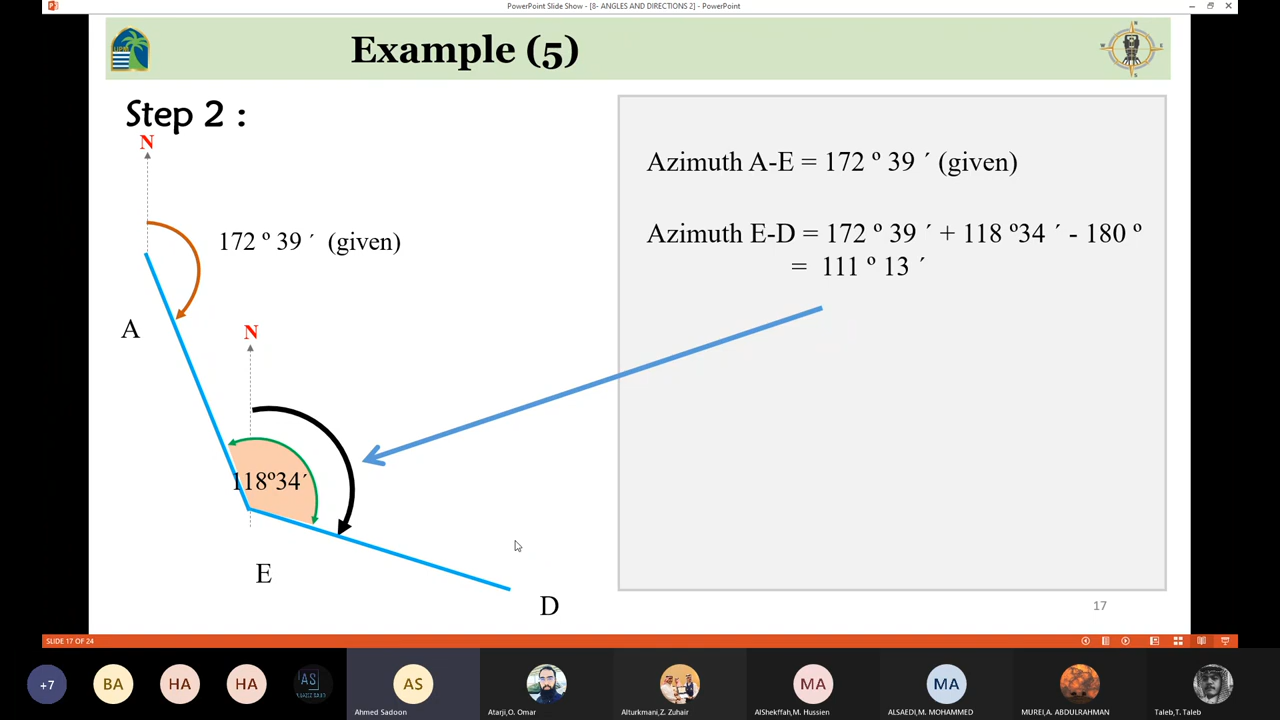 PowerPoint Slide Show - [8- ANGLES AND DIRECTIONS 2] - PowerPoint
UPM
Example (5)
N
W
E
S
Step 2 :
N
Azimuth A-E = 172 º 39 ´ (given)
172 º 39 ´ (given)
Azimuth E-D = 172 º 39 ´ + 118 º34 ´ - 180 º
= 111 º 13 ´
A
N
118º34´
E
D
17
SLIDE 17 OF 24
+7
BA
HA
HA
AS
AS
MA
MA
Ahmed Sadoon
Atarji,O. Omar
Alturkmani,Z. Zuhair
AlShekffah,M. Hussien
ALSAEDI,M. MOHAMMED
MUREI,A. ABDULRAHMAN
Taleb,T. Taleb